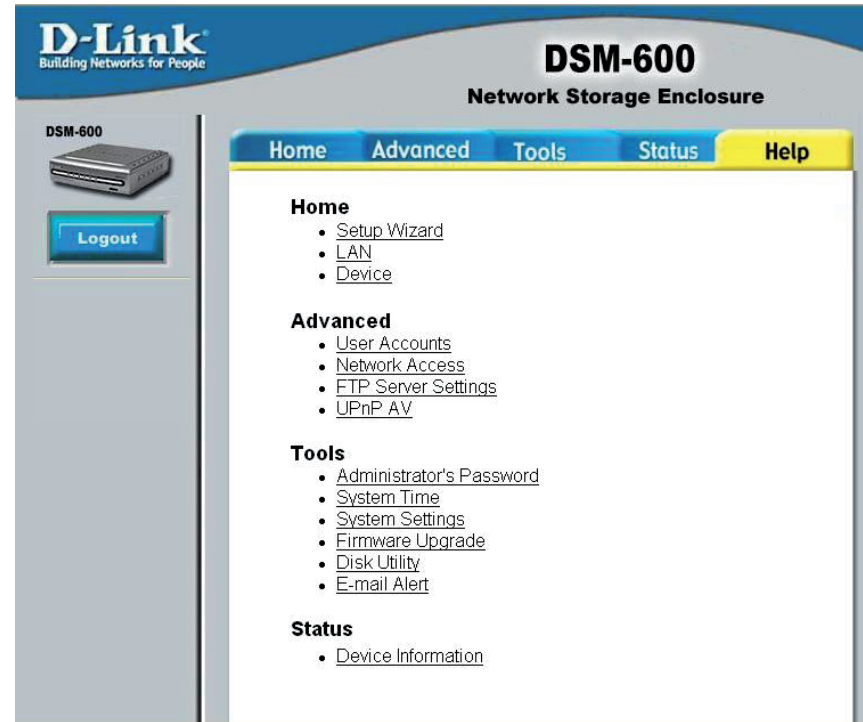 D-Link
Building Networks for People
DSM-600
Network Storage Enclosure
DSM-600
Logout
Home Advanced Tools Status Help
Home
Setup Wizard
LAN
Device
Advanced
User Accounts
Network Access
FTP Server Settings
UPnP AV
Tools
Administrator's Password
System Time
System Settings
Firmware Upgrade
Disk Utility
E-mail Alert
Status
Device Information